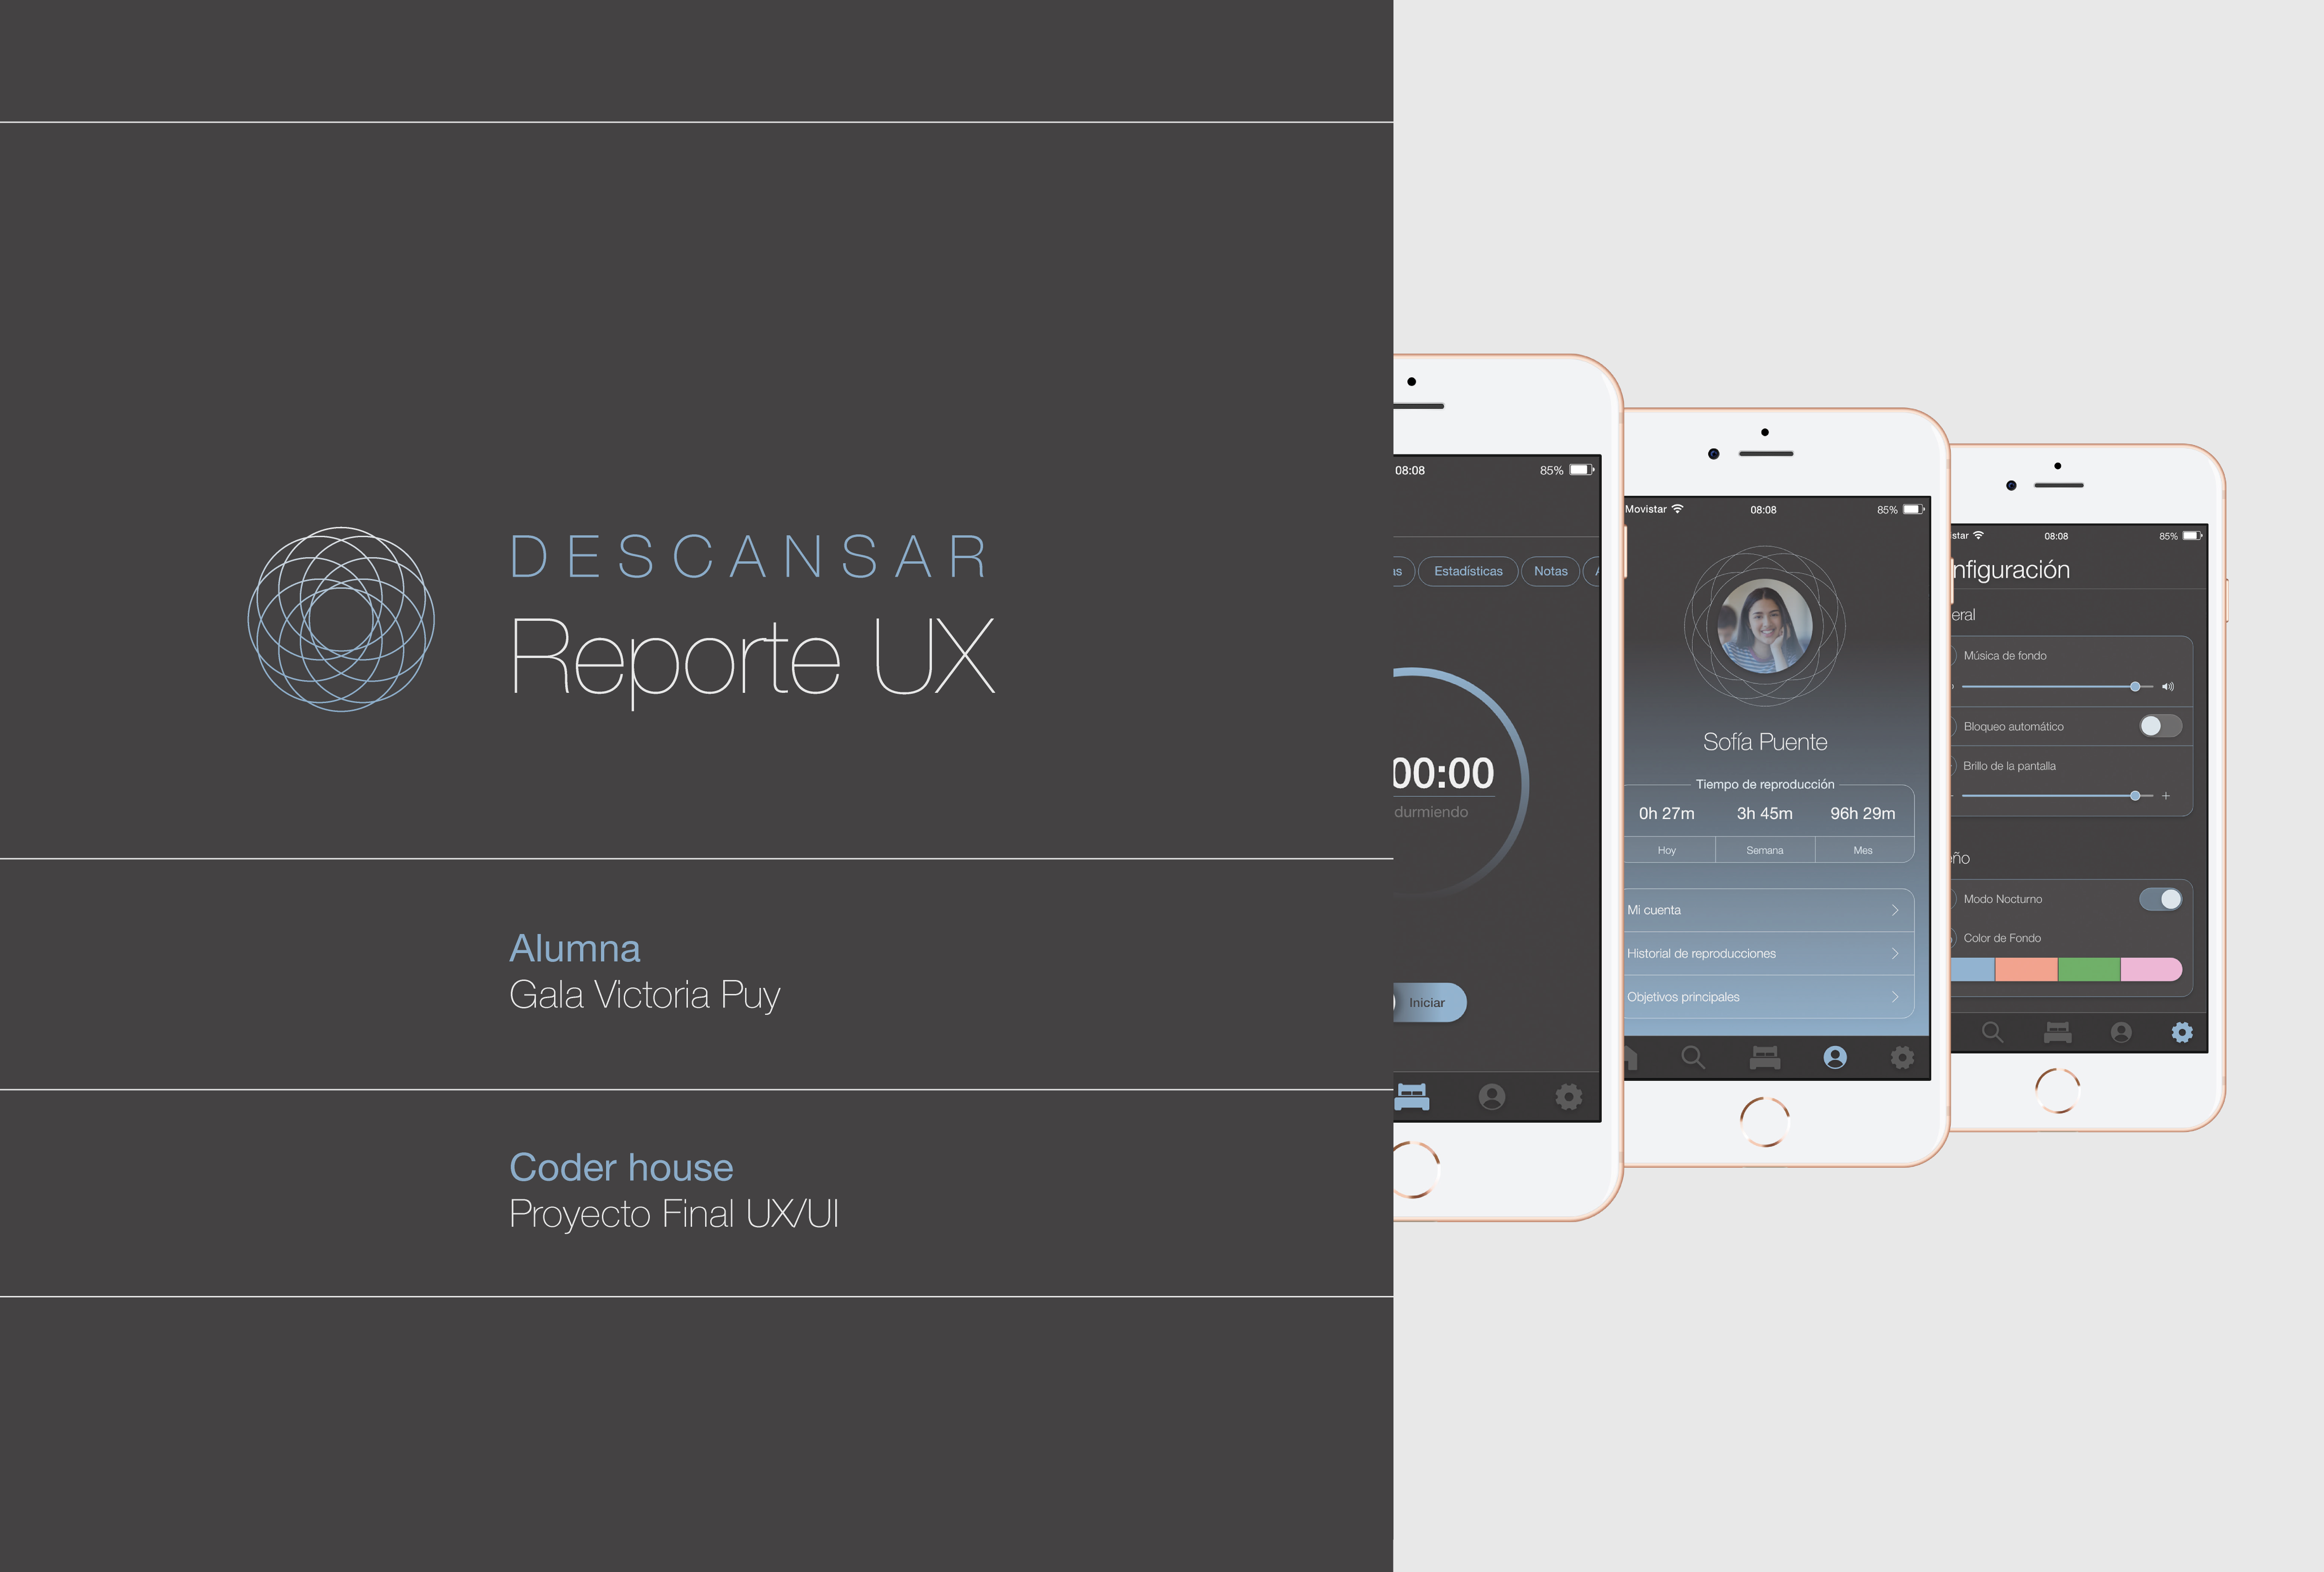 DESCANSAR
Reporte UX
Alumna
Gala Victoria Puy
Coder house
Proyecto Final UX/UI
08:08 85%
Estadísticas Notas
00:00
durmiendo
Iniciar
Movistar 08:08 85%
Sofía Puente
Tiempo de reproducción
0h 27m 3h 45m 96h 29m
Hoy Semana Mes
Mi cuenta
Historial de reproducciones
Objetivos principales
star 08:08 85%
nfiguración
eral
Música de fondo
Bloqueo automático
Brillo de la pantalla
ño
Modo Nocturno
Color de Fondo